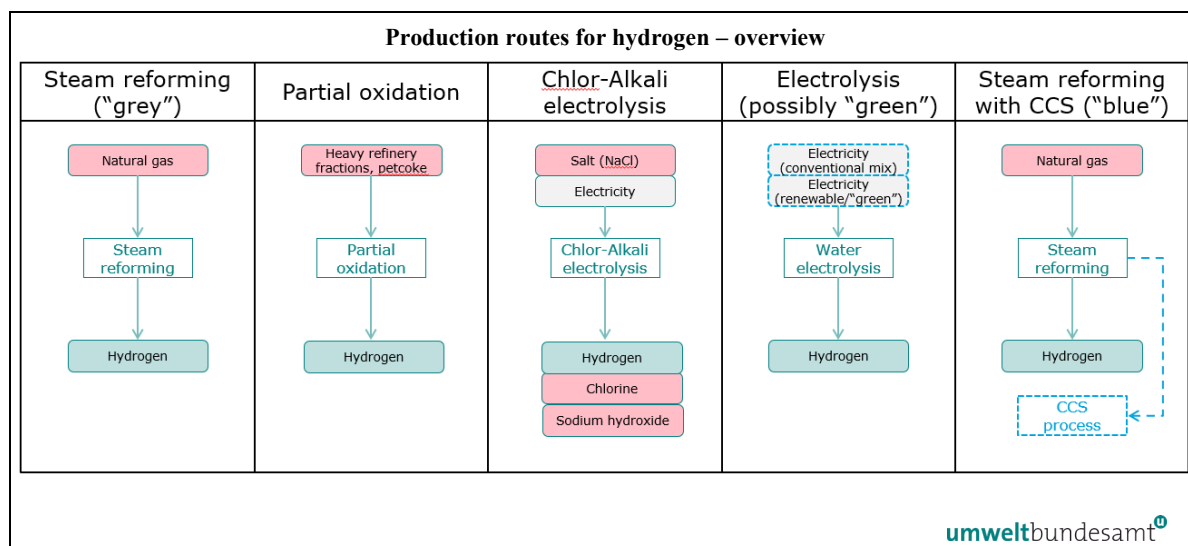 Production routes for hydrogen – overview
Steam reforming
(“grey”)
Partial oxidation
Chlor-Alkali
electrolysis
Electrolysis
(possibly “green”)
Steam reforming
with CCS (“blue”)
Natural gas
Steam
reforming
Hydrogen
Heavy refinery
fractions, petcoke
Partial
oxidation
Hydrogen
Salt (NaCl)
Electricity
Chlor-Alkali
electrolysis
Hydrogen
Chlorine
Sodium hydroxide
Electricity
(conventional mix)
Electricity
(renewable/“green”)
Water
electrolysis
Hydrogen
Natural gas
Steam
reforming
Hydrogen
CCS
process
umweltbundesamt u